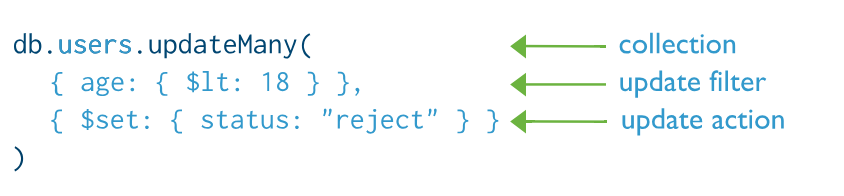 db.users.updateMany( collection
{ age: { $lt: 18 } }, update filter
{ $set: { status: "reject" } } update action
)